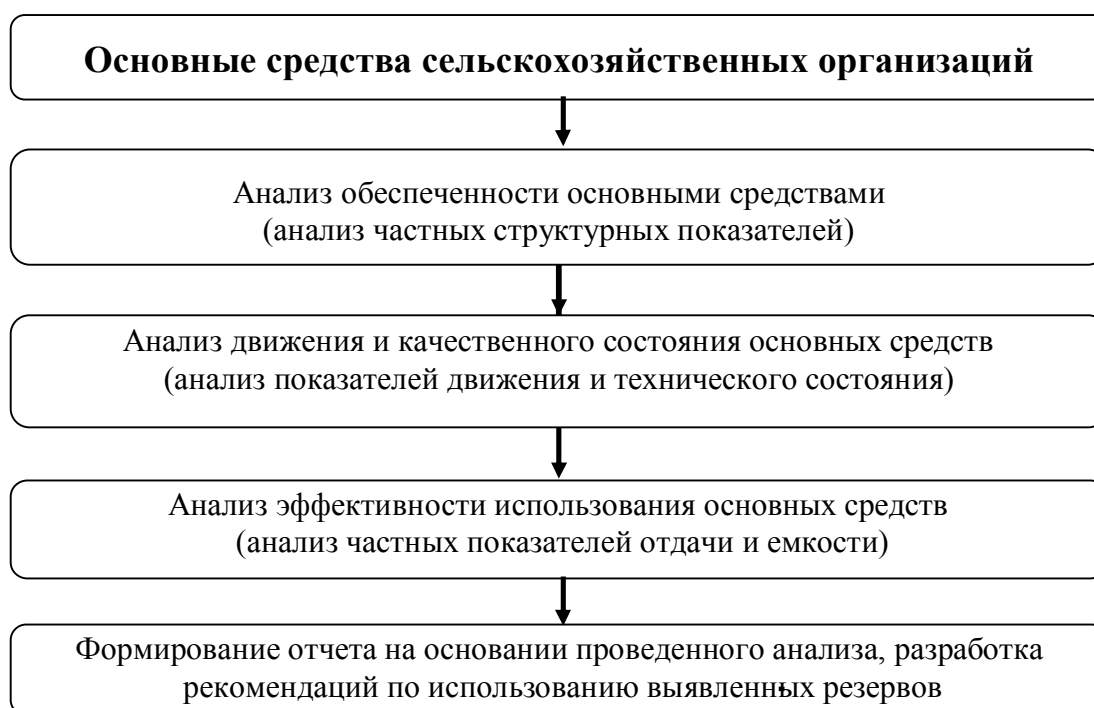 Основные средства сельскохозяйственных организаций
Анализ обеспеченности основными средствами
(анализ частных структурных показателей)
Анализ движения и качественного состояния основных средств
(анализ показателей движения и технического состояния)
Анализ эффективности использования основных средств
(анализ частных показателей отдачи и емкости)
Формирование отчета на основании проведенного анализа, разработка
рекомендаций по использованию выявленных резервов